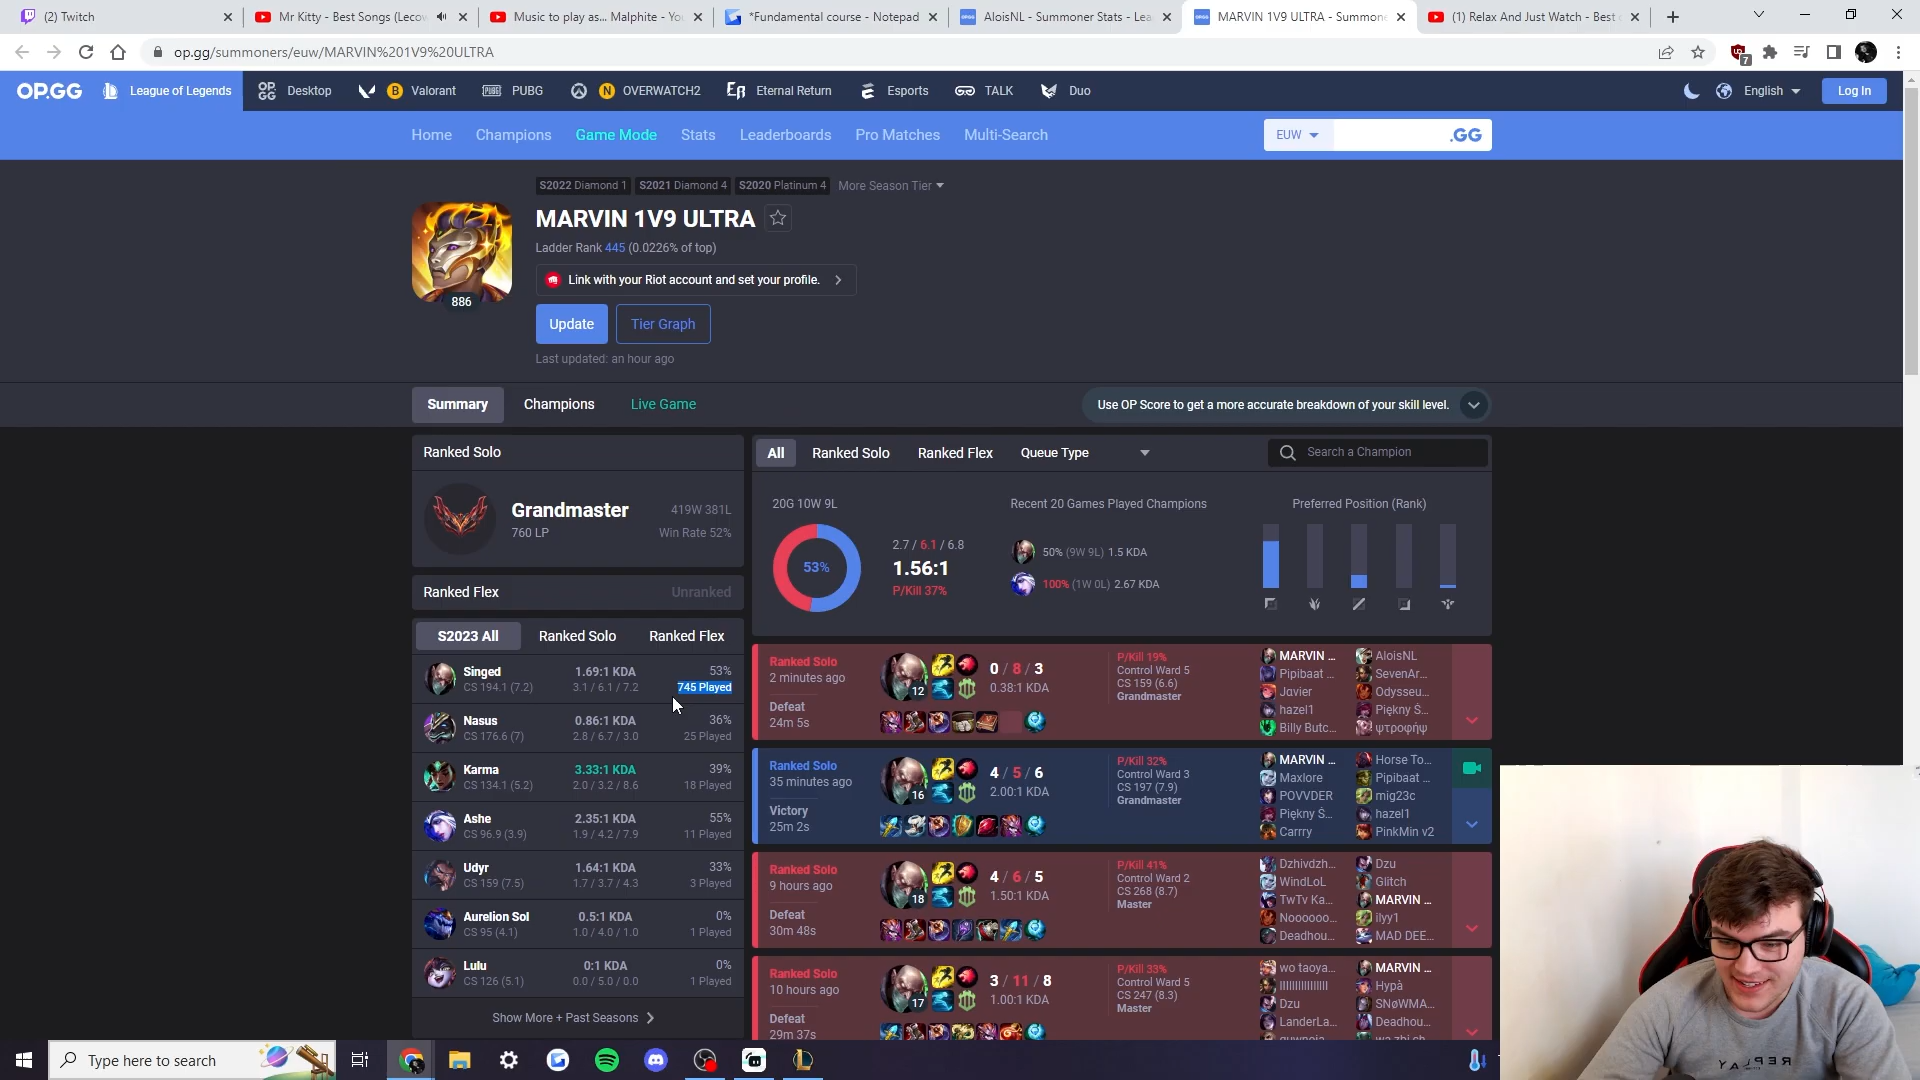 (2) Twitch
Mr Kitty - Best Songs (Lecow
Music to play as... Malphite - Yo
*Fundamental course - Notepad
AloisNL - Summoner Stats - Lea
MARVIN 1V9 ULTRA - Summone
(1) Relax And Just Watch - Best
op.gg/summoners/euw/MARVIN%201V9%20ULTRA
7
OP.GG
League of Legends
OP.GG Desktop
B Valorant
PUBG
N OVERWATCH2
Eternal Return
Esports
TALK
Duo
English
Log In
Home
Champions
Game Mode
Stats
Leaderboards
Pro Matches
Multi-Search
EUW
.GG
S2022 Diamond 1
S2021 Diamond 4
S2020 Platinum 4
More Season Tier
MARVIN 1V9 ULTRA
Ladder Rank 445 (0.0226% of top)
Link with your Riot account and set your profile.
886
Update
Tier Graph
Last updated: an hour ago
Summary
Champions
Live Game
Use OP Score to get a more accurate breakdown of your skill level.
Ranked Solo
Grandmaster
419W 381L
760 LP
Win Rate 52%
Ranked Flex
Unranked
S2023 All
Ranked Solo
Ranked Flex
Singed 1.69:1 KDA 53%
CS 194.1 (7.2) 3.1 / 6.1 / 7.2 745 Played
Nasus 0.86:1 KDA 36%
CS 176.6 (7) 2.8 / 6.7 / 3.0 25 Played
Karma 3.33:1 KDA 39%
CS 134.1 (5.2) 2.0 / 3.2 / 8.6 18 Played
Ashe 2.35:1 KDA 55%
CS 96.9 (3.9) 1.9 / 4.2 / 7.9 11 Played
Udyr 1.64:1 KDA 33%
CS 159 (7.5) 1.7 / 3.7 / 4.3 3 Played
Aurelion Sol 0.5:1 KDA 0%
CS 95 (4.1) 1.0 / 4.0 / 1.0 1 Played
Lulu 0:1 KDA 0%
CS 126 (5.1) 0.0 / 5.0 / 0.0 1 Played
Show More + Past Seasons
All
Ranked Solo
Ranked Flex
Queue Type
Search a Champion
20G 10W 9L
Recent 20 Games Played Champions
Preferred Position (Rank)
53%
2.7 / 6.1 / 6.8
1.56:1
P/Kill 37%
50% (9W 9L) 1.5 KDA
100% (1W 0L) 2.67 KDA
Ranked Solo
2 minutes ago
Defeat
24m 5s
12
0 / 8 / 3
0.38:1 KDA
P/Kill 19%
Control Ward 5
CS 159 (6.6)
Grandmaster
MARVIN ... AloisNL
Pipibaat ... SevenAr...
Javier Odysseu...
hazel1 Piękny Ś...
Billy Butc... ψτροφήψ
Ranked Solo
35 minutes ago
Victory
25m 2s
16
4 / 5 / 6
2.00:1 KDA
P/Kill 32%
Control Ward 3
CS 197 (7.9)
Grandmaster
MARVIN ... Horse To...
Maxlore Pipibaat ...
POVVDER mig23c
Piękny Ś... hazel1
Carrry PinkMin v2
Ranked Solo
9 hours ago
Defeat
30m 48s
18
4 / 6 / 5
1.50:1 KDA
P/Kill 41%
Control Ward 2
CS 268 (8.7)
Master
Dzhivdzh... Dzu
WindLoL Glitch
TwTv Ka... MARVIN ...
Noooooo... ilyy1
Deadhou... MAD DEE...
Ranked Solo
10 hours ago
Defeat
29m 37s
17
3 / 11 / 8
1.00:1 KDA
P/Kill 33%
Control Ward 5
CS 247 (8.3)
Master
wo taoya... MARVIN ...
Hypà
Dzu SNøWMA...
LanderLa... Deadhou...
Type here to search
REPLAY